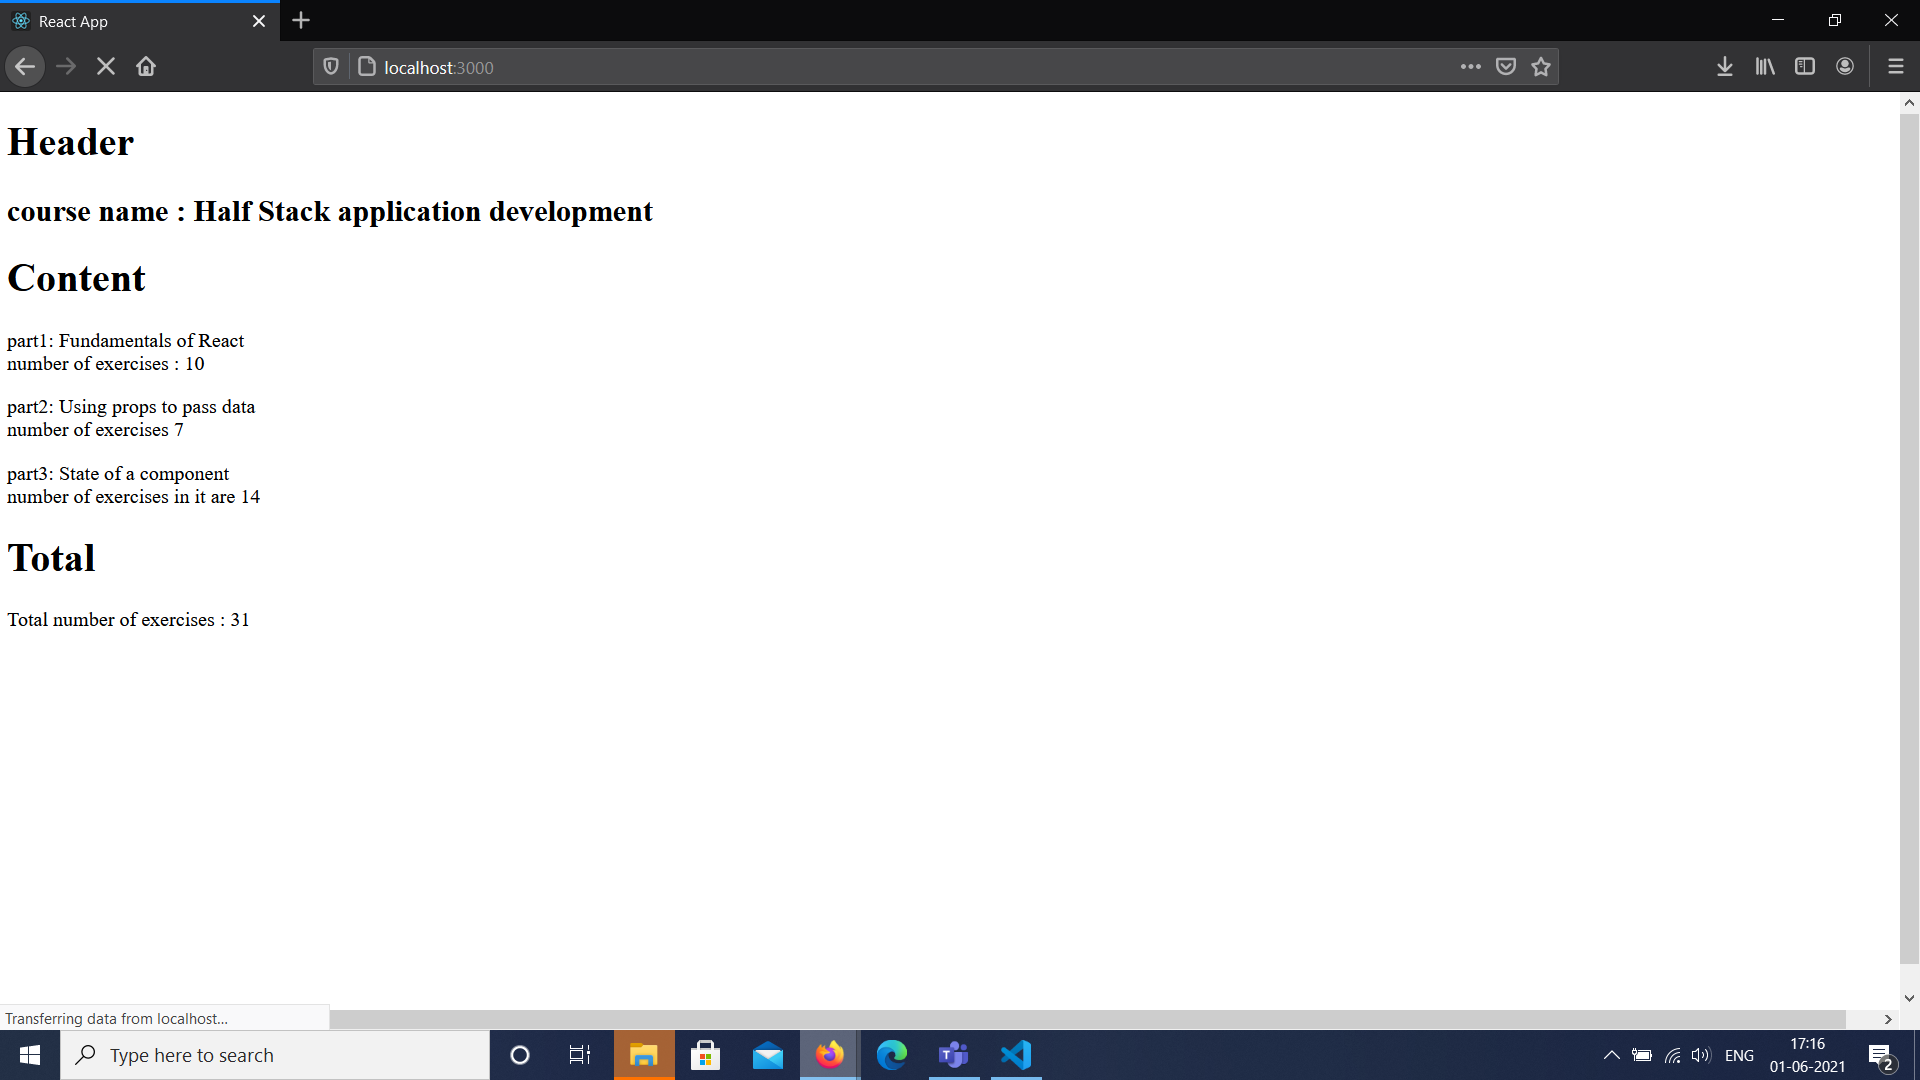 React App
localhost:3000
Header
course name : Half Stack application development
Content
part1: Fundamentals of React
number of exercises : 10
part2: Using props to pass data
number of exercises 7
part3: State of a component
number of exercises in it are 14
Total
Total number of exercises : 31
Transferring data from localhost...
Type here to search
ENG
17:16
01-06-2021
2